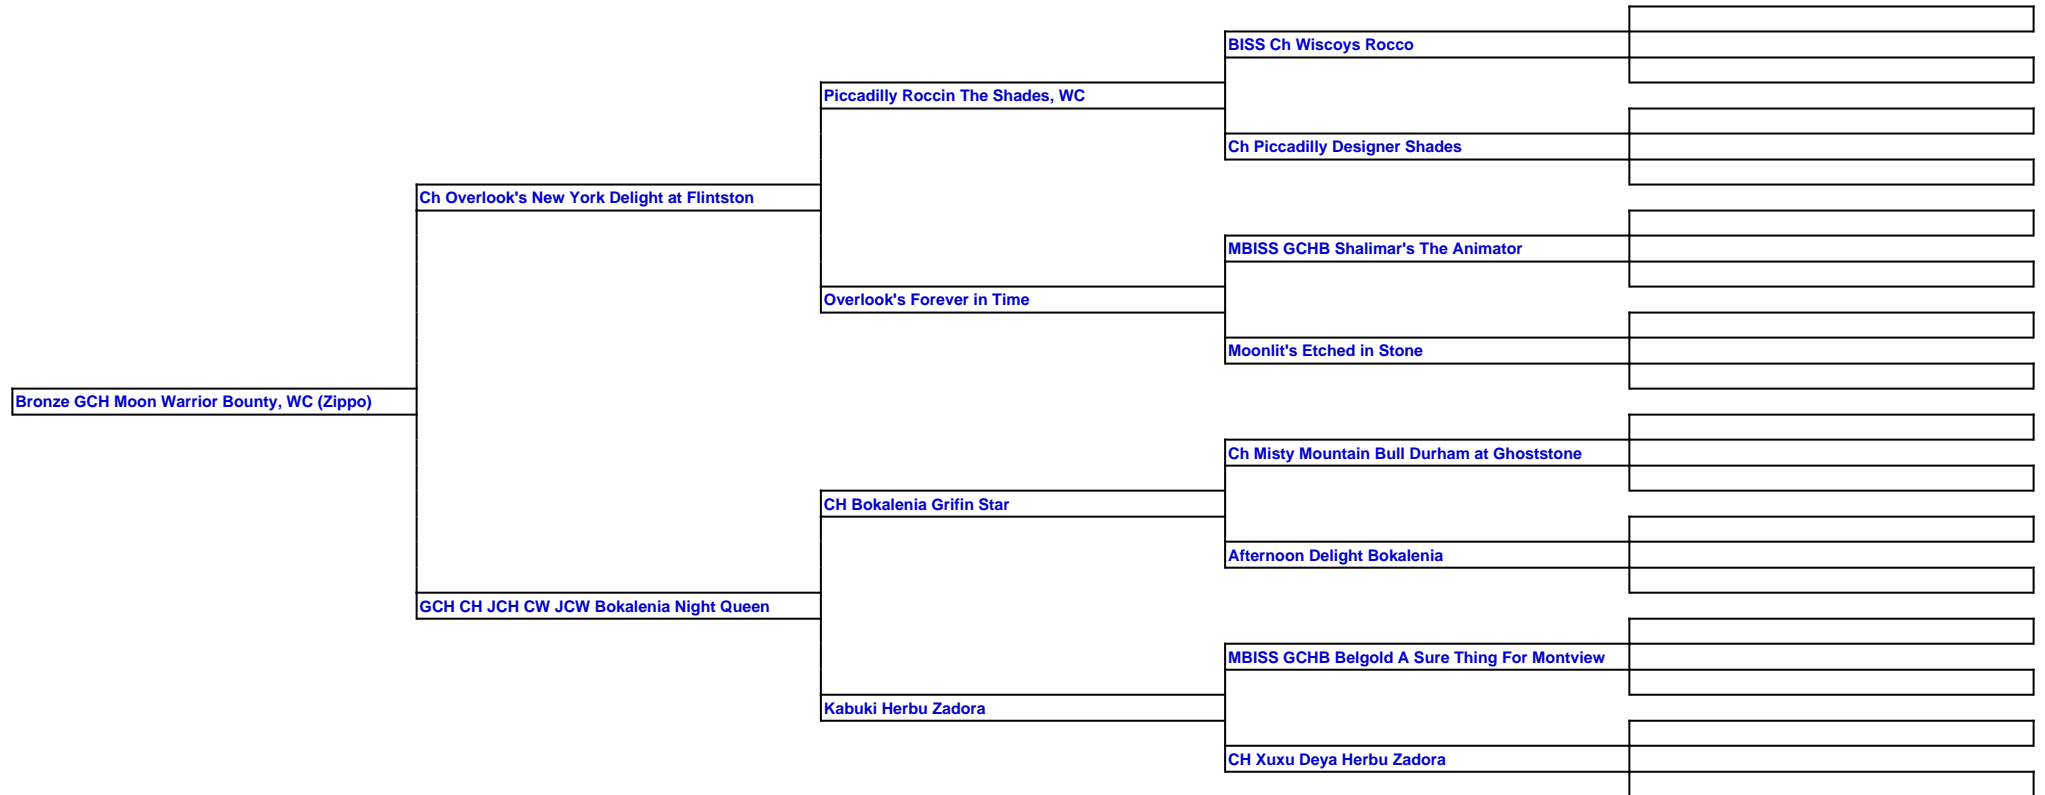 BISS Ch Wiscoys Rocco
Piccadilly Roccin The Shades, WC
Ch Piccadilly Designer Shades
Ch Overlook's New York Delight at Flintston
MBISS GCHB Shalimar's The Animator
Overlook's Forever in Time
Moonlit's Etched in Stone
Bronze GCH Moon Warrior Bounty, WC (Zippo)
Ch Misty Mountain Bull Durham at Ghoststone
CH Bokalenia Grifin Star
Afternoon Delight Bokalenia
GCH CH JCH CW JCW Bokalenia Night Queen
MBISS GCHB Belgold A Sure Thing For Montview
Kabuki Herbu Zadora
CH Xuxu Deya Herbu Zadora